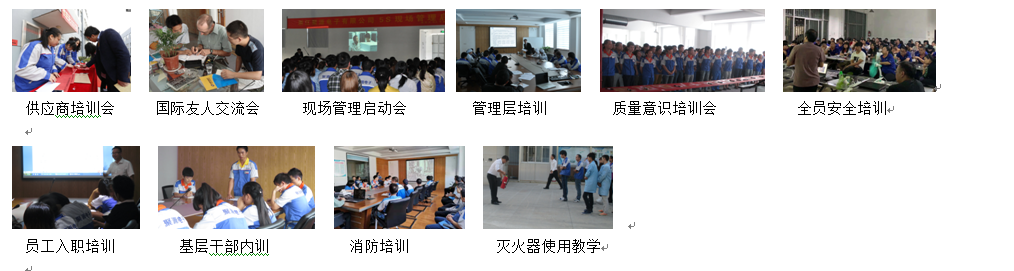 供应商培训会 国际友人交流会 现场管理启动会 管理层培训 质量意识培训会 全员安全培训
员工入职培训 基层干部内训 消防培训 灭火器使用教学